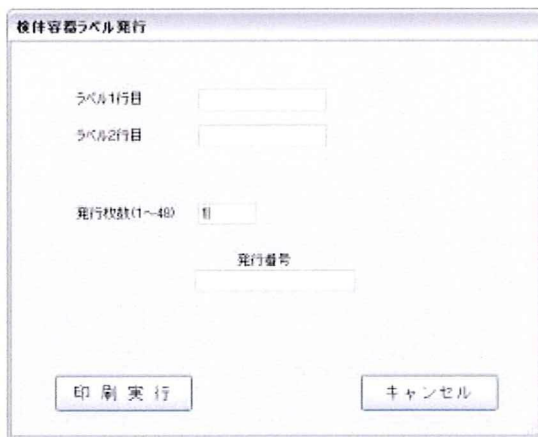 検体容器ラベル発行
ラベル1行目
ラベル2行目
発行枚数(1～48) 1
発行番号
印刷実行
キャンセル